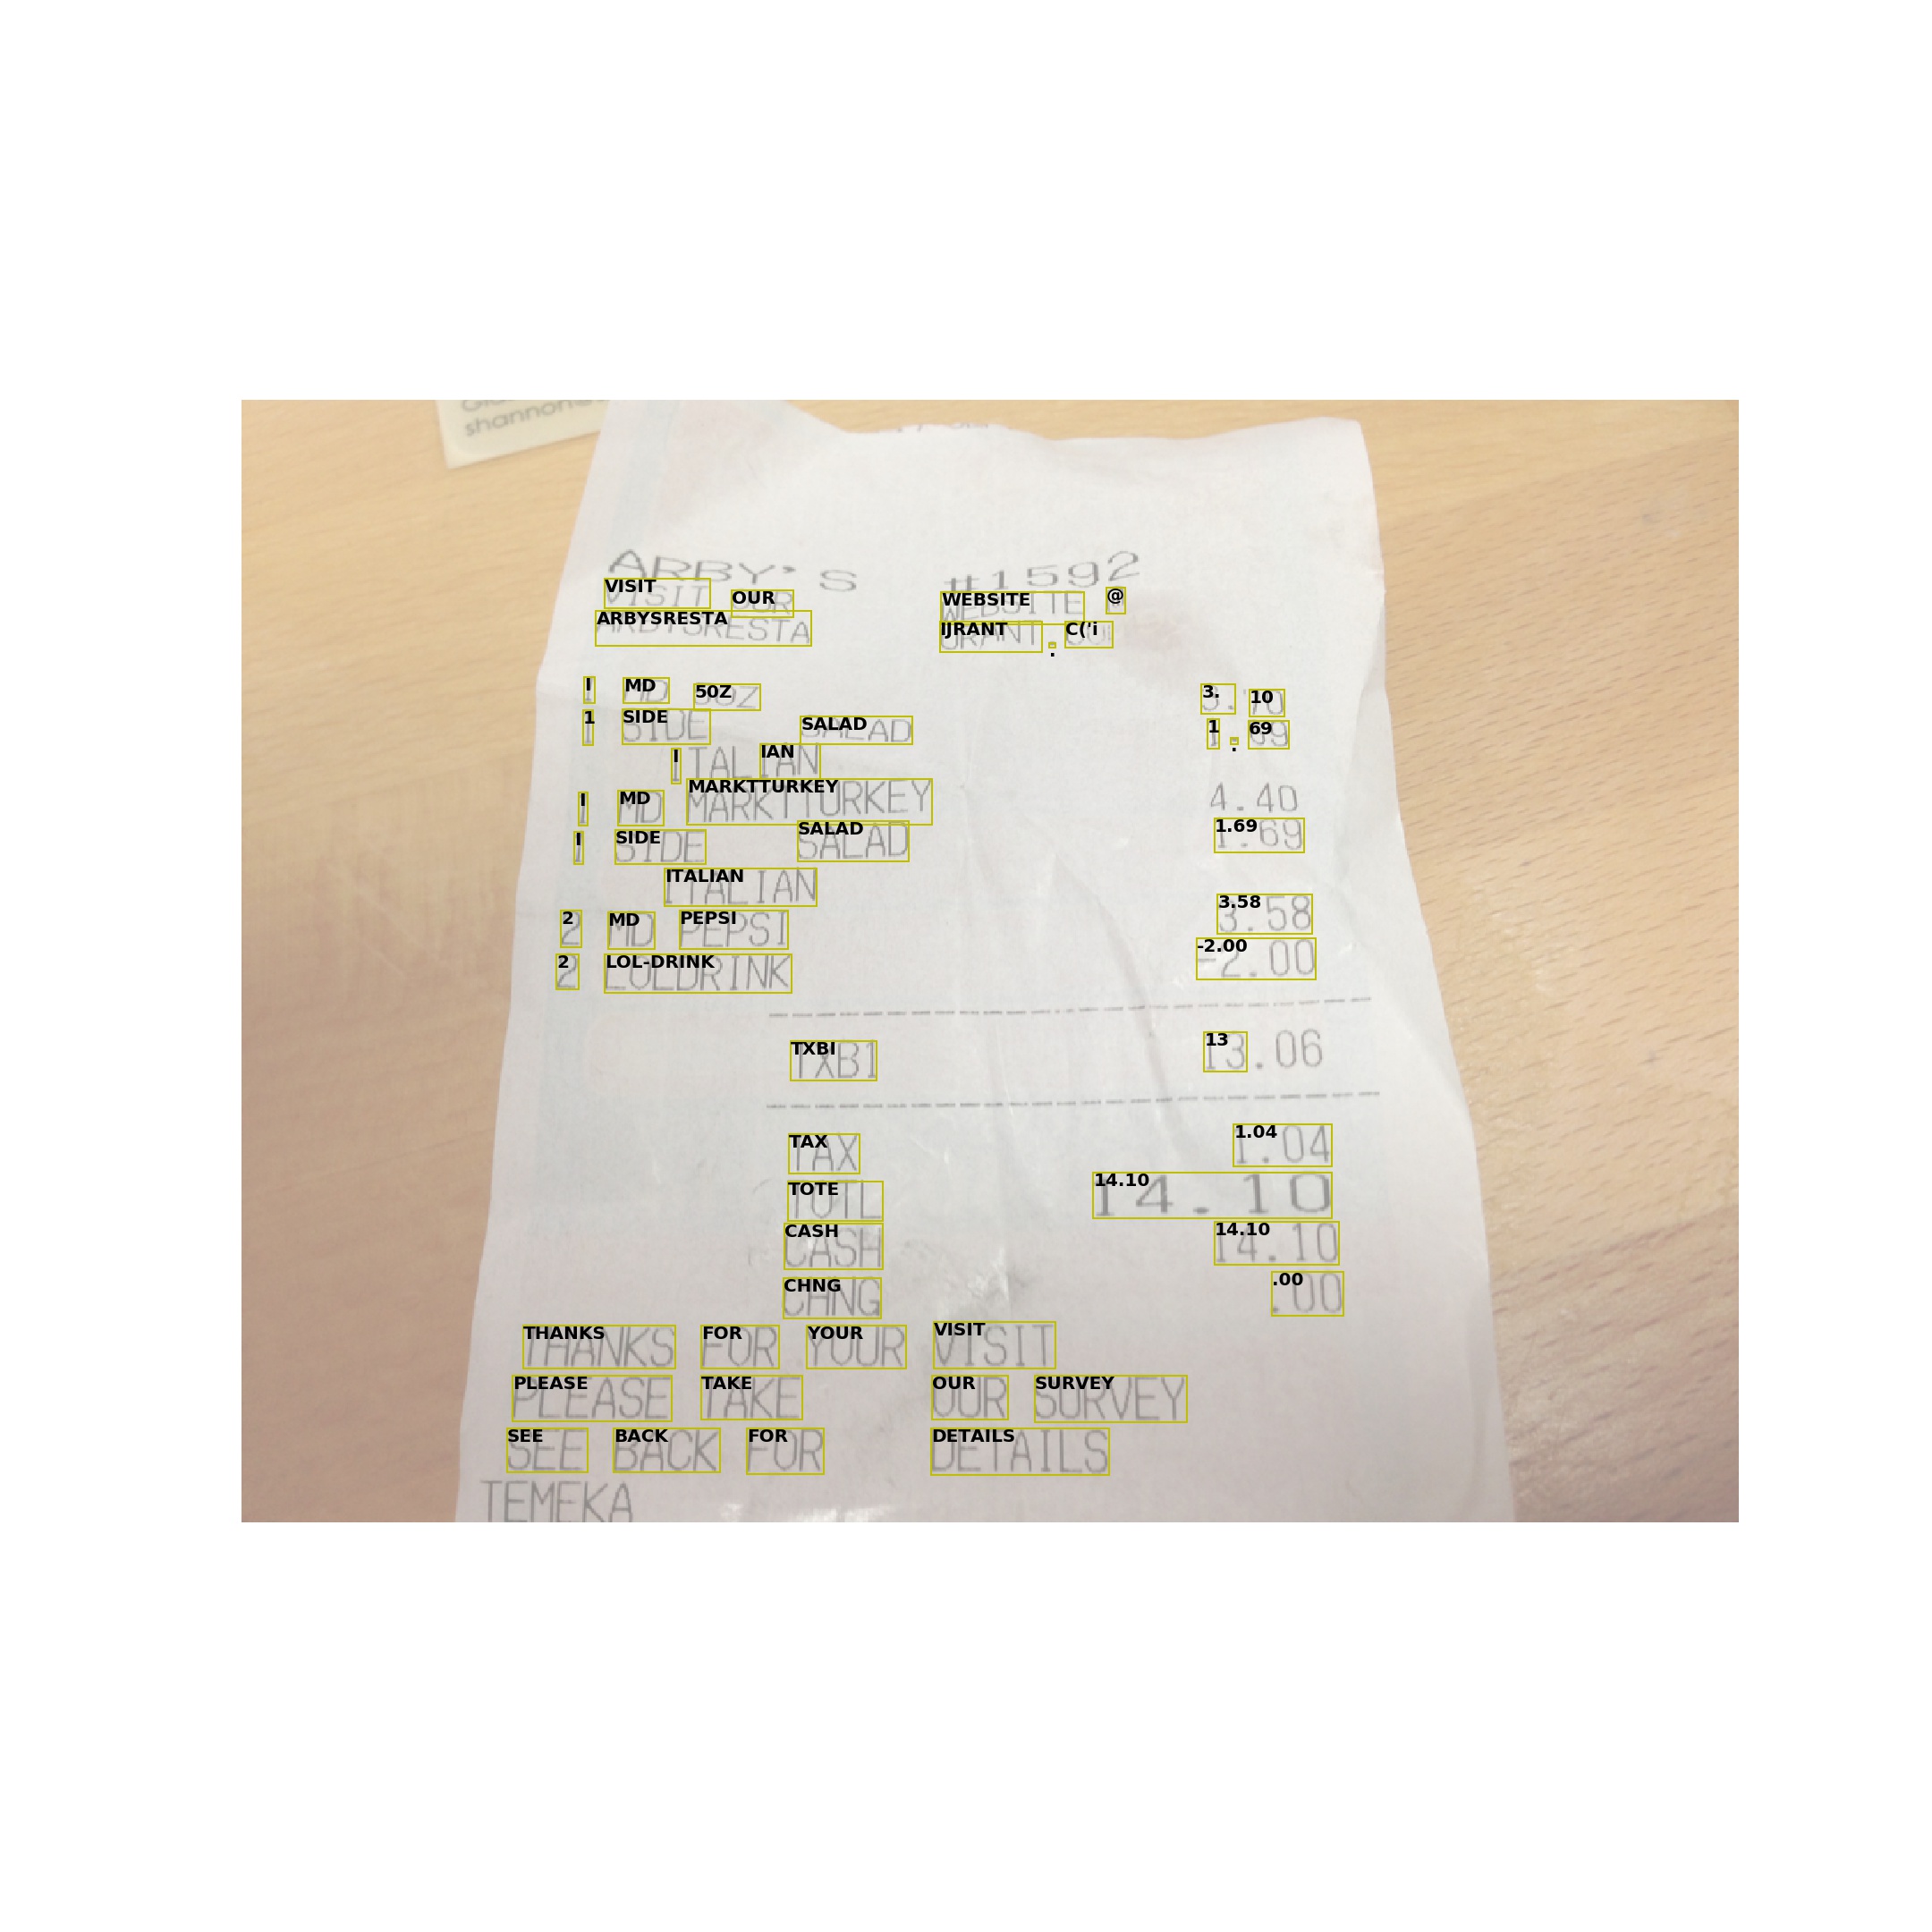 shannon@
ARBY'S #1592
VISIT OUR WEBSITE @
ARBYSRESTAURANT.COM
1 MD 5OZ 3.70
1 SIDE SALAD 1.69
ITALIAN
1 MD MARKTTURKEY 4.40
1 SIDE SALAD 1.69
ITALIAN
2 MD PEPSI 3.58
2 LOLDRINK -2.00
TXB1 13.06
TAX 1.04
TOTL 14.10
CASH 14.10
CHNG .00
THANKS FOR YOUR VISIT
PLEASE TAKE OUR SURVEY
SEE BACK FOR DETAILS
TEMEKA